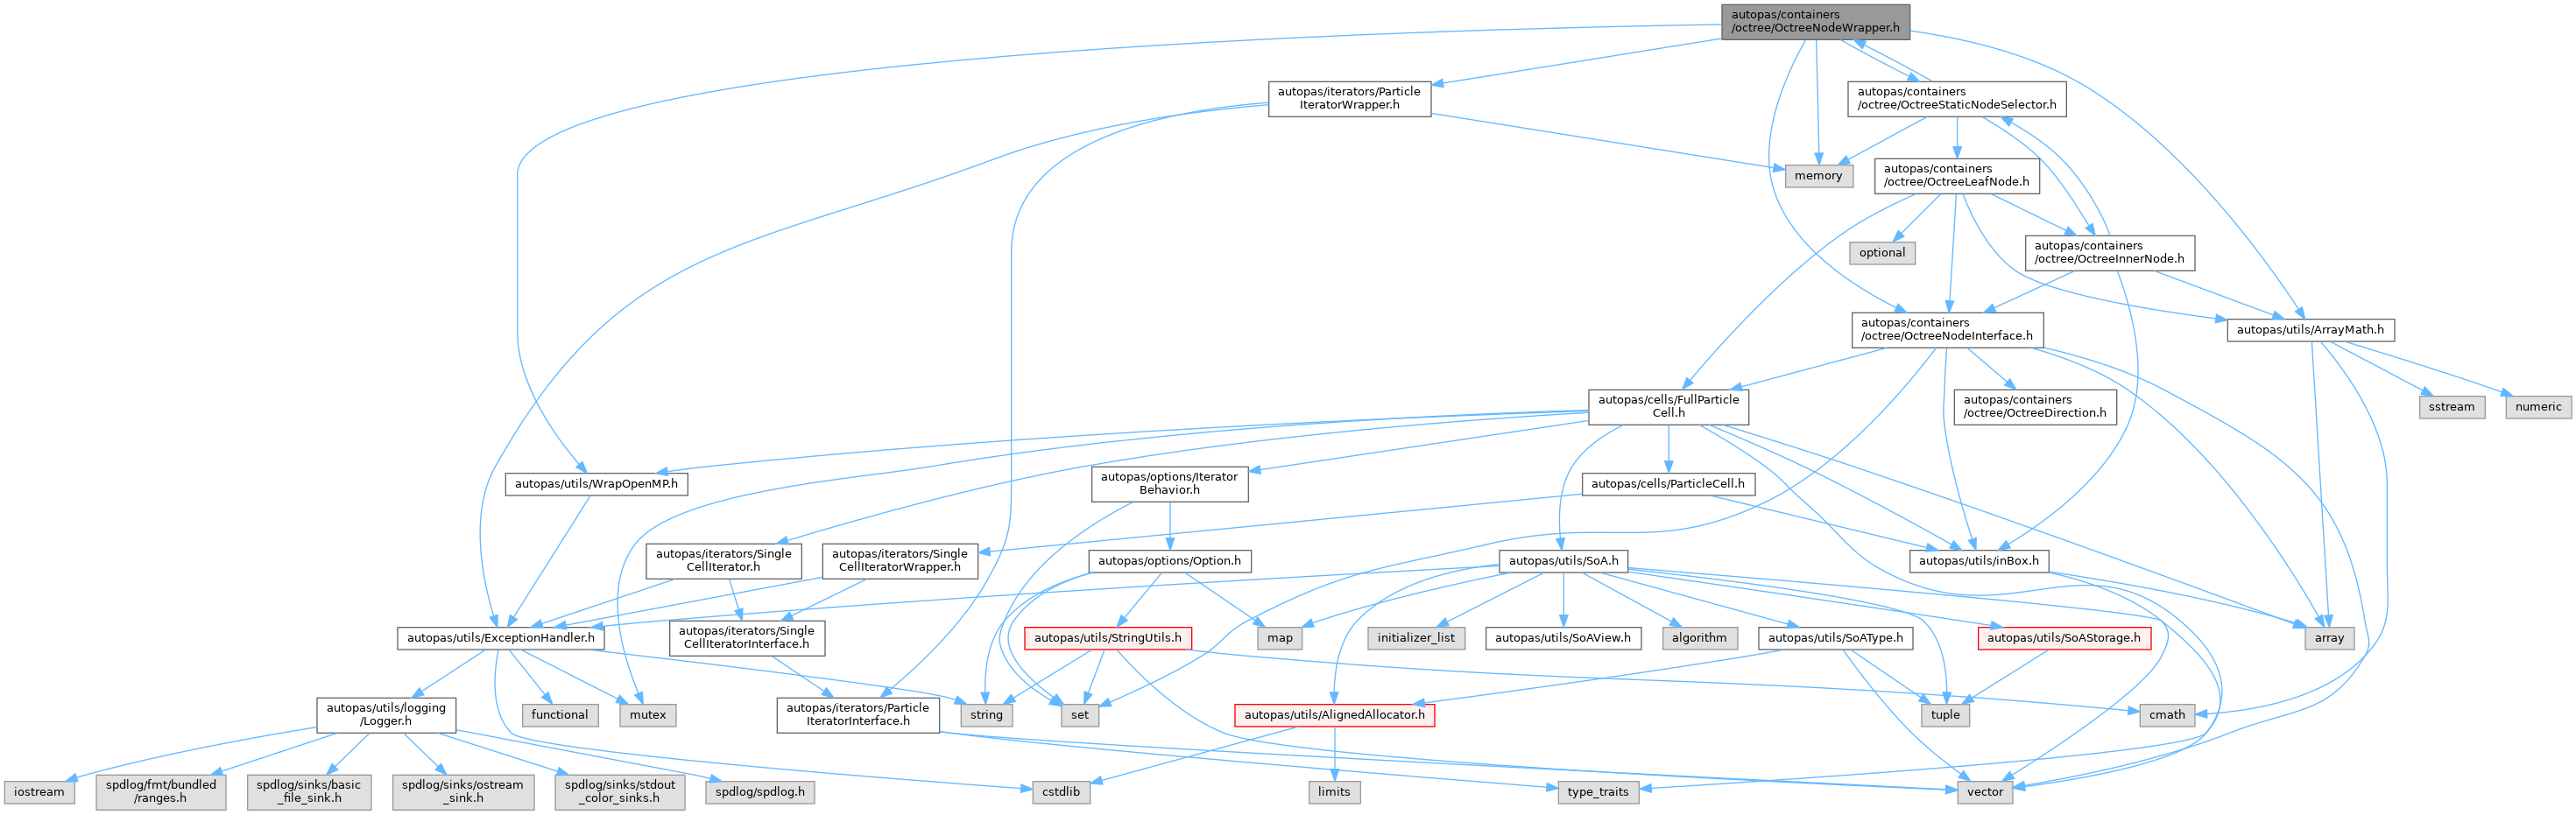 autopas/containers
/octree/OctreeNodeWrapper.h
autopas/iterators/Particle
IteratorWrapper.h
autopas/containers
/octree/OctreeStaticNodeSelector.h
memory
autopas/containers
/octree/OctreeLeafNode.h
optional
autopas/containers
/octree/OctreeInnerNode.h
autopas/containers
/octree/OctreeNodeInterface.h
autopas/utils/ArrayMath.h
autopas/cells/FullParticle
Cell.h
autopas/containers
/octree/OctreeDirection.h
sstream
numeric
autopas/utils/WrapOpenMP.h
autopas/options/Iterator
Behavior.h
autopas/cells/ParticleCell.h
autopas/iterators/Single
CellIterator.h
autopas/iterators/Single
CellIteratorWrapper.h
autopas/options/Option.h
autopas/utils/SoA.h
autopas/utils/inBox.h
autopas/utils/ExceptionHandler.h
autopas/iterators/Single
CellIteratorInterface.h
autopas/utils/StringUtils.h
map
initializer_list
autopas/utils/SoAView.h
algorithm
autopas/utils/SoAType.h
autopas/utils/SoAStorage.h
array
autopas/utils/logging
/Logger.h
functional
mutex
autopas/iterators/Particle
IteratorInterface.h
string
set
autopas/utils/AlignedAllocator.h
tuple
cmath
iostream
spdlog/fmt/bundled
/ranges.h
spdlog/sinks/basic
_file_sink.h
spdlog/sinks/ostream
_sink.h
spdlog/sinks/stdout
_color_sinks.h
spdlog/spdlog.h
cstdlib
limits
type_traits
vector